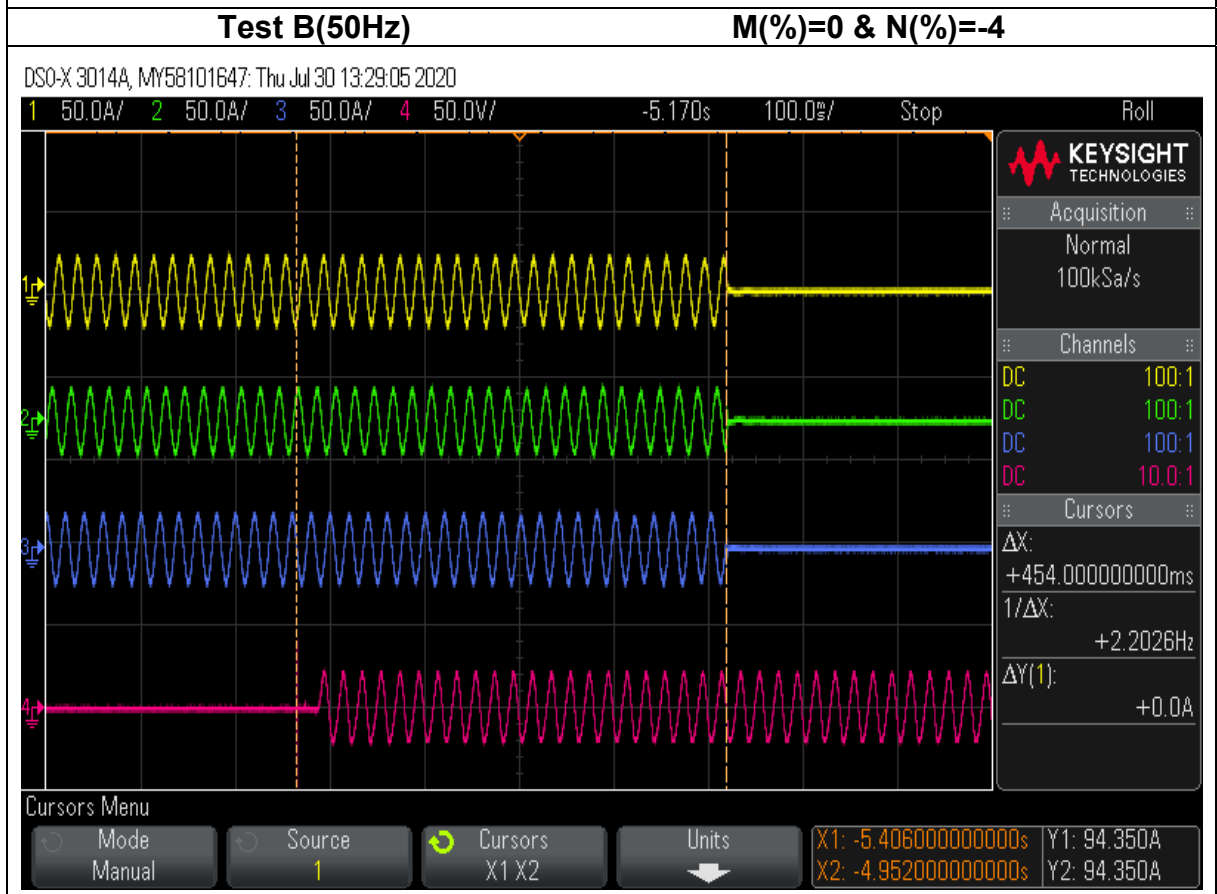 Test B(50Hz) M(%)=0 & N(%)=-4
DSO-X 3014A, MY58101647: Thu Jul 30 13:29:05 2020
1 50.0A/ 2 50.0A/ 3 50.0A/ 4 50.0V/ -5.170s 100.0ms/ Stop Roll
KEYSIGHT
TECHNOLOGIES
Acquisition
Normal
100kSa/s
Channels
DC 100:1
DC 100:1
DC 100:1
DC 10.0:1
Cursors
ΔX:
+454.000000000ms
1/ΔX:
+2.2026Hz
ΔY(1):
+0.0A
1
2
3
4
Cursors Menu
Mode
Manual
Source
1
Cursors
X1 X2
Units
X1: -5.406000000000s Y1: 94.350A
X2: -4.952000000000s Y2: 94.350A